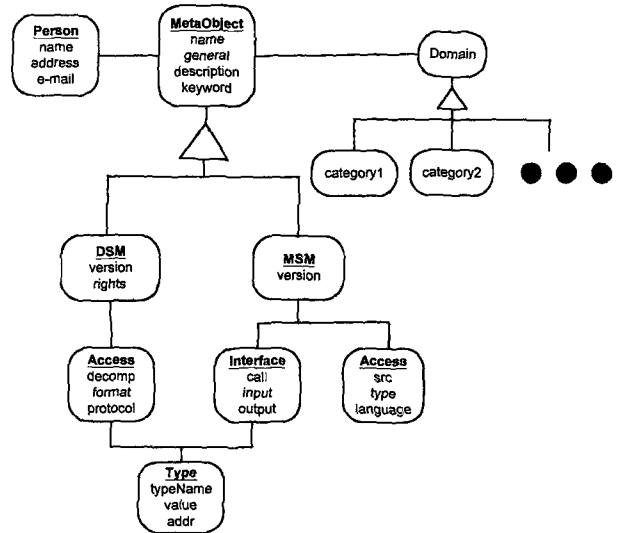 Person
name
address
e-mail
MetaObject
name
general
description
keyword
Domain
category1
category2
DSM
version
rights
MSM
version
Access
decomp
format
protocol
Interface
call
input
output
Access
src
type
language
Type
typeName
value
addr